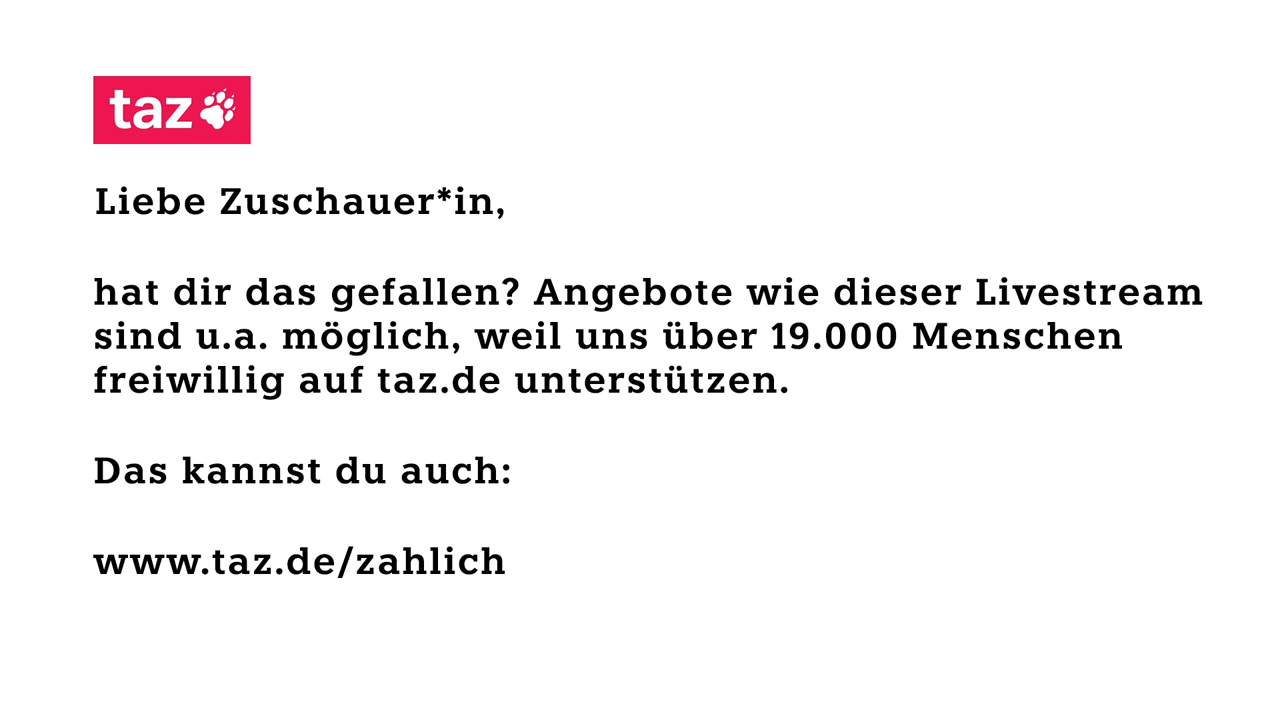 taz
Liebe Zuschauer*in,
hat dir das gefallen? Angebote wie dieser Livestream
sind u.a. möglich, weil uns über 19.000 Menschen
freiwillig auf taz.de unterstützen.
Das kannst du auch:
www.taz.de/zahlich